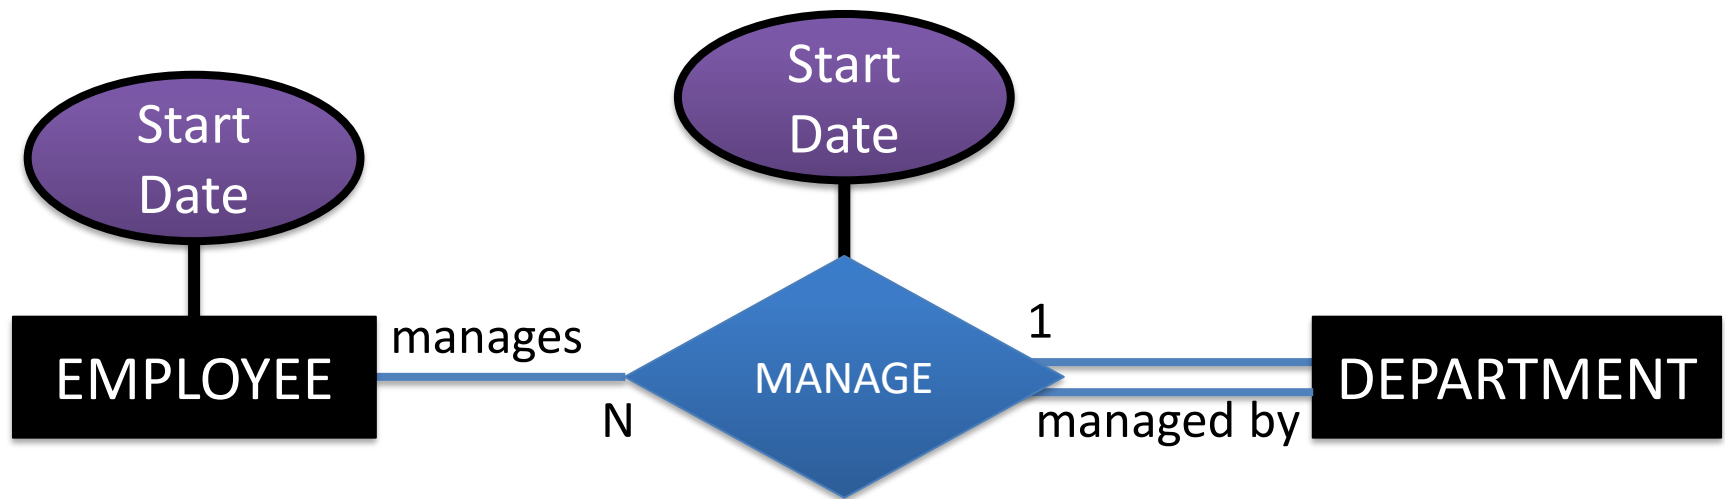 Start
Date
Start
Date
EMPLOYEE
manages
N
MANAGE
1
managed by
DEPARTMENT